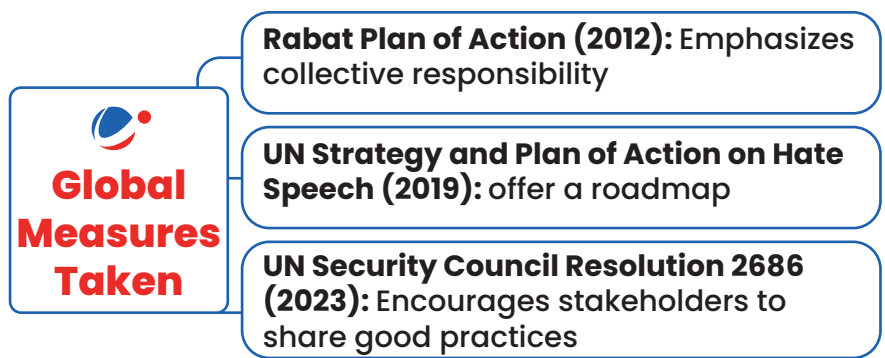 Global
Measures
Taken
Rabat Plan of Action (2012): Emphasizes
collective responsibility
UN Strategy and Plan of Action on Hate
Speech (2019): offer a roadmap
UN Security Council Resolution 2686
(2023): Encourages stakeholders to
share good practices